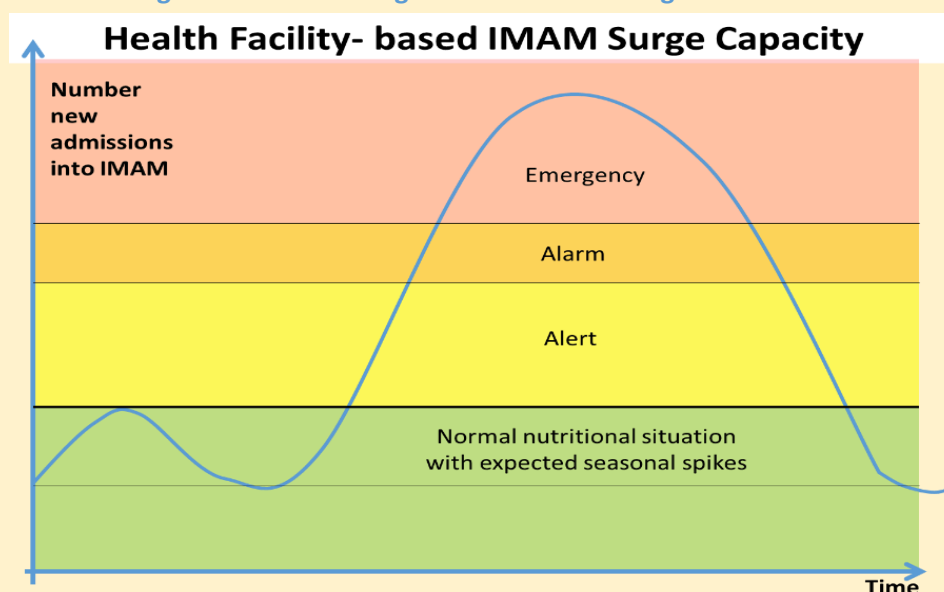 Health Facility- based IMAM Surge Capacity
Number
new
admissions
into IMAM
Emergency
Alarm
Alert
Normal nutritional situation
with expected seasonal spikes
Time